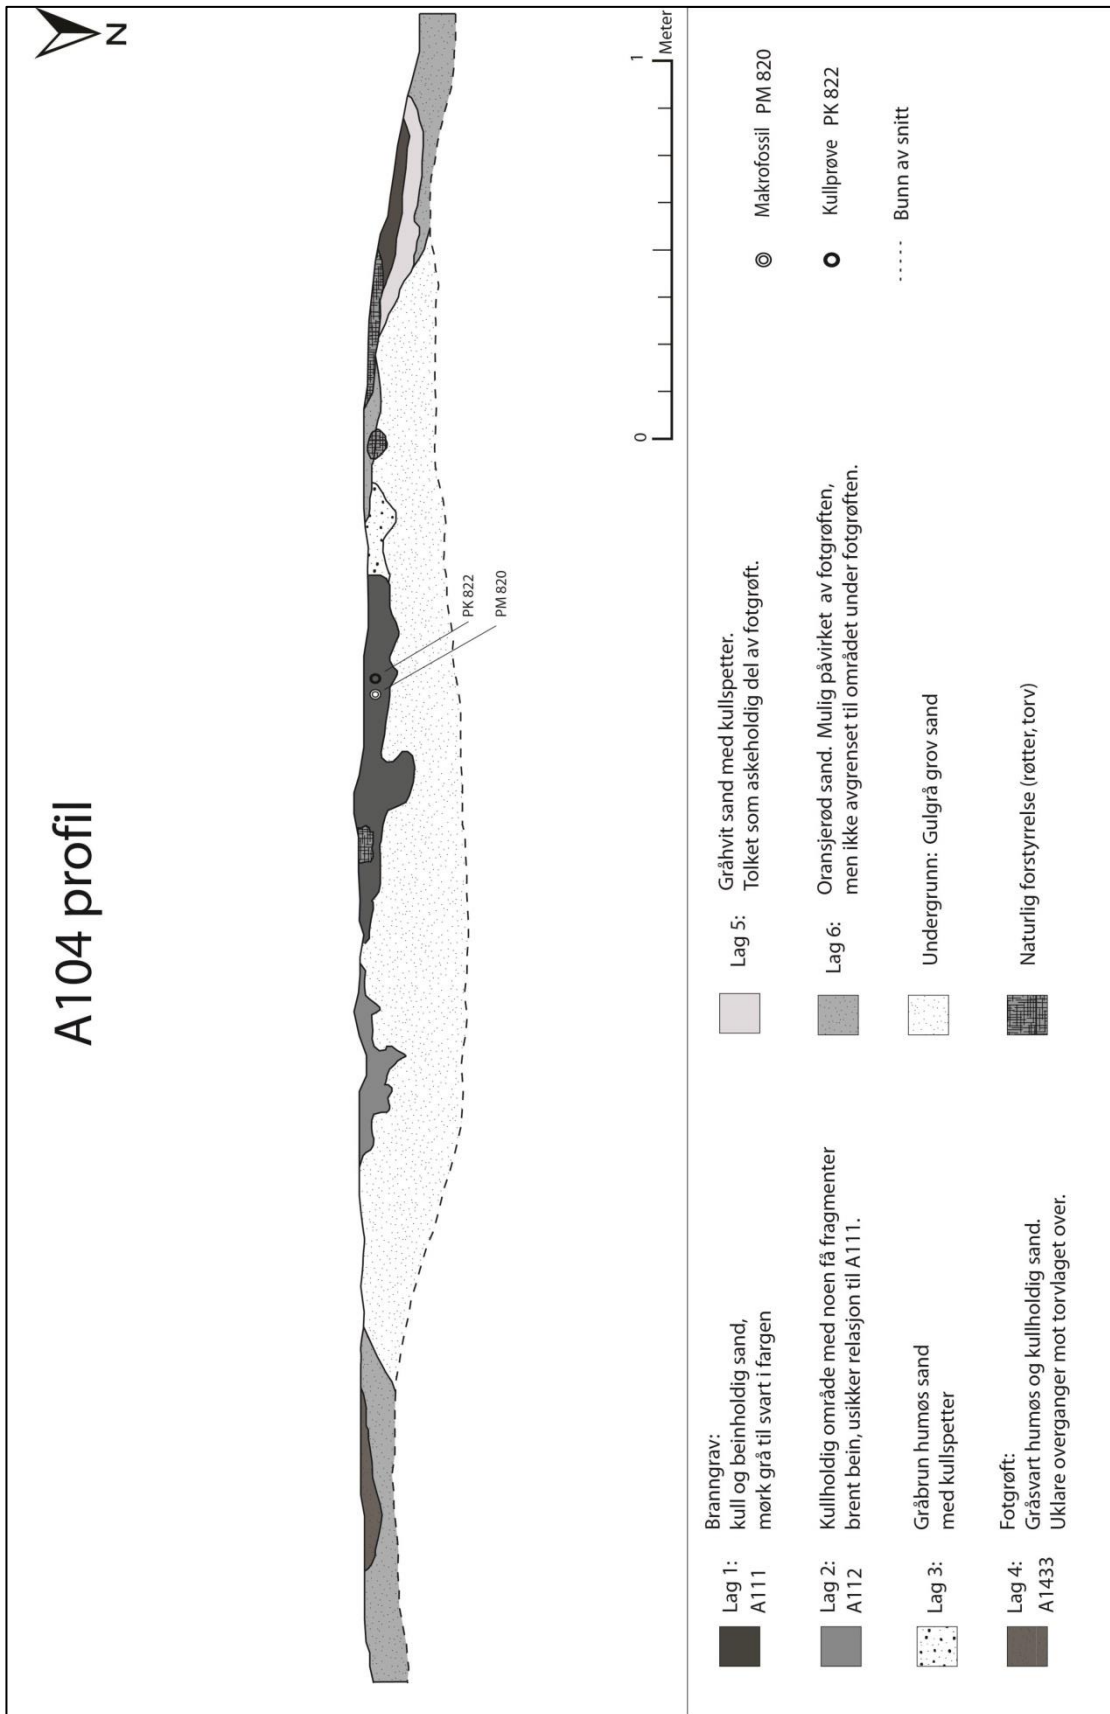 A104 profil
N
PK 822
PM 820
0
1
Meter
Lag 1:
A111
Branngrav:
kull og beinholdig sand,
mørk grå til svart i fargen
Lag 2:
A112
Kullholdig område med noen få fragmenter
brent bein, usikker relasjon til A111.
Lag 3:
Gråbrun humøs sand
med kullspetter
Lag 4:
A1433
Fotgrøft:
Gråsvart humøs og kullholdig sand.
Uklare overganger mot torvlaget over.
Lag 5:
Gråhvit sand med kullspetter.
Tolket som askeholdig del av fotgrøft.
Lag 6:
Oransjerød sand. Mulig påvirket av fotgrøften,
men ikke avgrenset til området under fotgrøften.
Undergrunn: Gulgrå grov sand
Naturlig forstyrrelse (røtter, torv)
Makrofossil PM 820
Kullprøve PK 822
Bunn av snitt